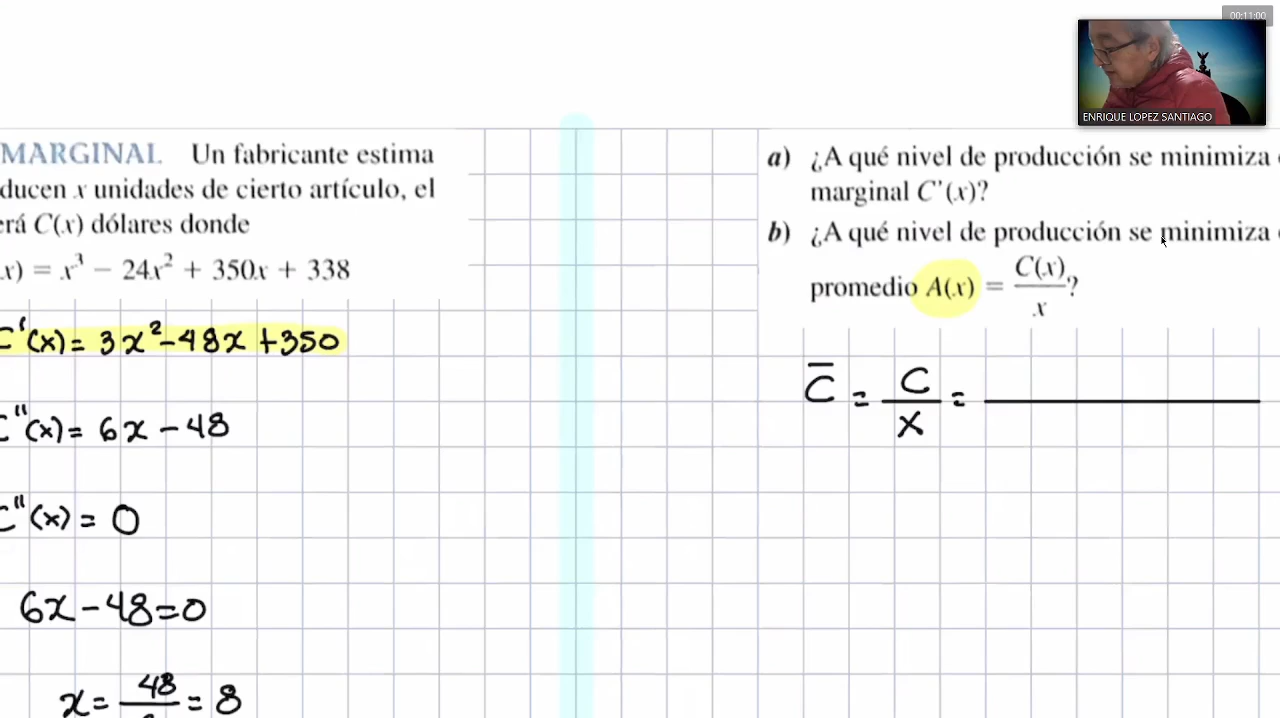 00:11:00
ENRIQUE LOPEZ SANTIAGO
MARGINAL Un fabricante estima
ducen x unidades de cierto artículo, el
rá C(x) dólares donde
x) = x³ − 24x² + 350x + 338
C'(x) = 3x² − 48x + 350
C"(x) = 6x − 48
C"(x) = 0
6x − 48 = 0
x = 48 = 8
a) ¿A qué nivel de producción se minimiza
marginal C'(x)?
b) ¿A qué nivel de producción se minimiza
promedio A(x) = C(x)/x?
C̅ = C/x =